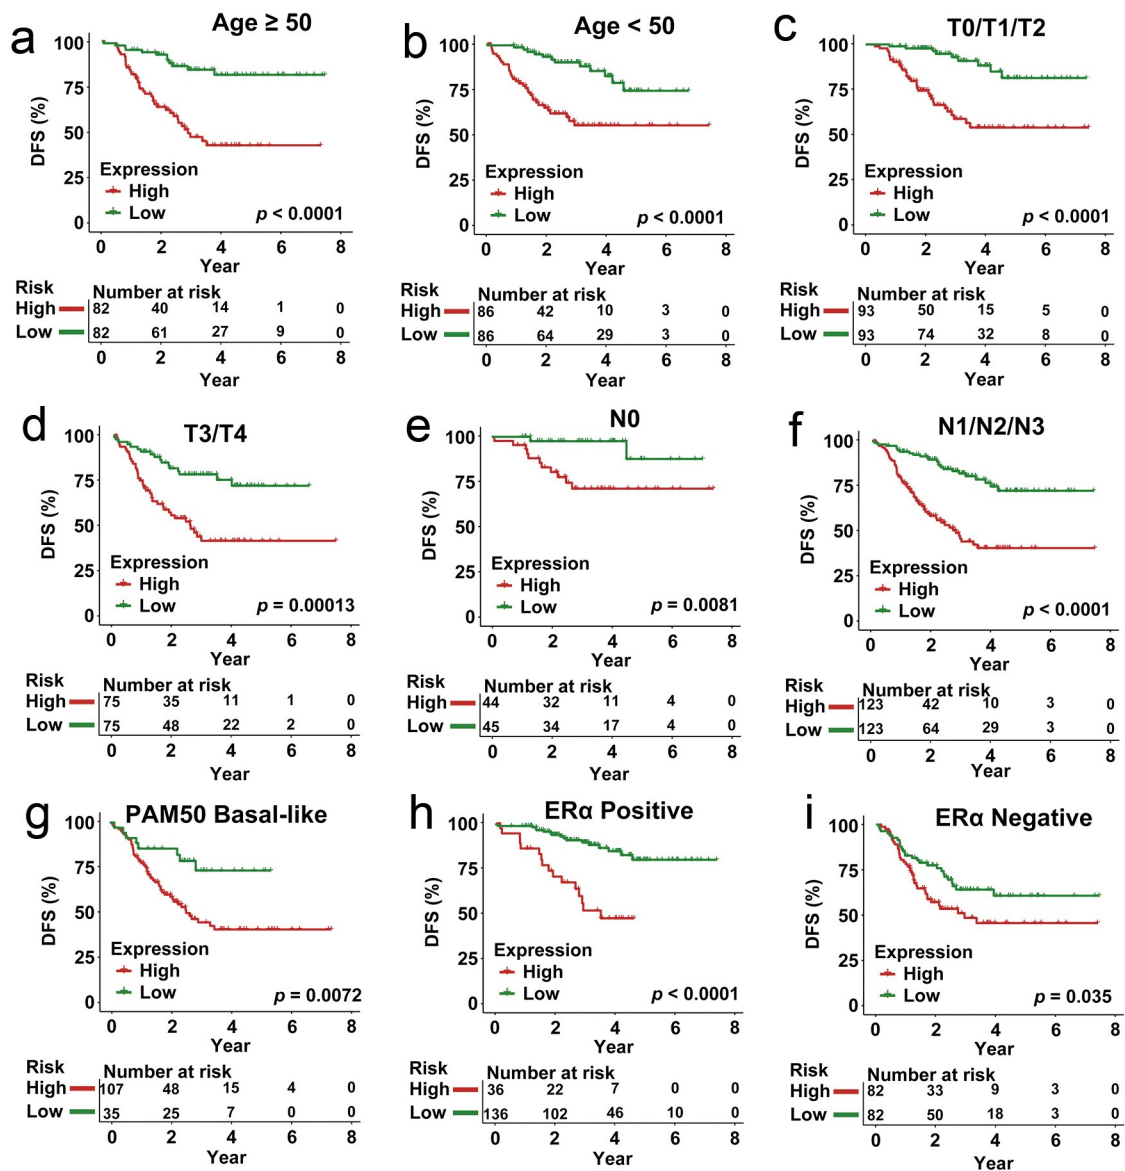 a
Age ≥ 50
100
75
50
25
0
DFS (%)
Expression
High
Low
p < 0.0001
0 2 4 6 8
Year
Risk
Number at risk
High 82 40 14 1 0
Low 82 61 27 9 0
0 2 4 6 8
Year
b
Age < 50
100
75
50
25
0
DFS (%)
Expression
High
Low
p < 0.0001
0 2 4 6 8
Year
Risk
Number at risk
High 86 42 10 3 0
Low 86 64 29 3 0
0 2 4 6 8
Year
c
T0/T1/T2
100
75
50
25
0
DFS (%)
Expression
High
Low
p < 0.0001
0 2 4 6 8
Year
Risk
Number at risk
High 93 50 15 5 0
Low 93 74 32 8 0
0 2 4 6 8
Year
d
T3/T4
100
75
50
25
0
DFS (%)
Expression
High
Low
p = 0.00013
0 2 4 6 8
Year
Risk
Number at risk
High 75 35 11 1 0
Low 75 48 22 2 0
0 2 4 6 8
Year
e
N0
100
75
50
25
0
DFS (%)
Expression
High
Low
p = 0.0081
0 2 4 6 8
Year
Risk
Number at risk
High 44 32 11 4 0
Low 45 34 17 4 0
0 2 4 6 8
Year
f
N1/N2/N3
100
75
50
25
0
DFS (%)
Expression
High
Low
p < 0.0001
0 2 4 6 8
Year
Risk
Number at risk
High 123 42 10 3 0
Low 123 64 29 3 0
0 2 4 6 8
Year
g
PAM50 Basal-like
100
75
50
25
0
DFS (%)
Expression
High
Low
p = 0.0072
0 2 4 6 8
Year
Risk
Number at risk
High 107 48 15 4 0
Low 35 25 7 0 0
0 2 4 6 8
Year
h
ERα Positive
100
75
50
25
0
DFS (%)
Expression
High
Low
p < 0.0001
0 2 4 6 8
Year
Risk
Number at risk
High 36 22 7 0 0
Low 136 102 46 10 0
0 2 4 6 8
Year
i
ERα Negative
100
75
50
25
0
DFS (%)
Expression
High
Low
p = 0.035
0 2 4 6 8
Year
Risk
Number at risk
High 82 33 9 3 0
Low 82 50 18 3 0
0 2 4 6 8
Year